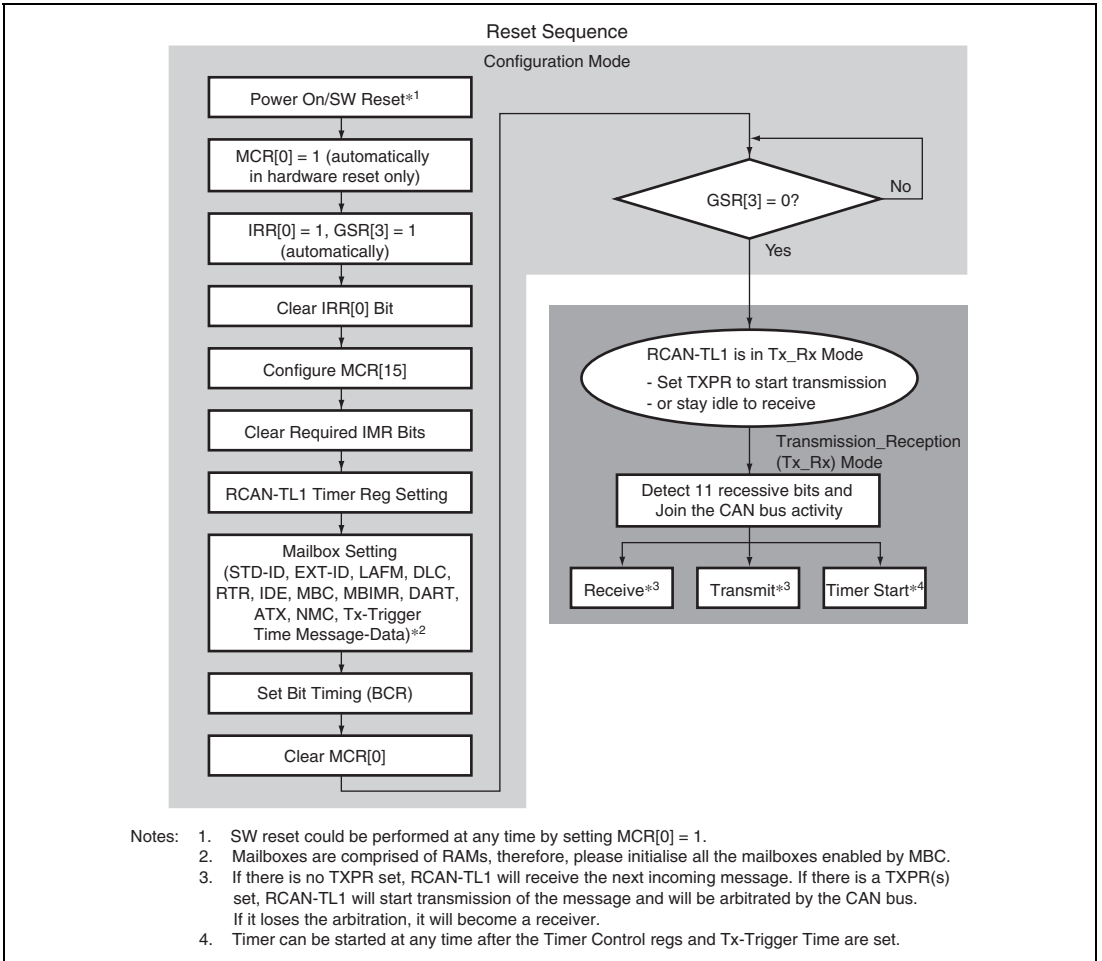 Reset Sequence
Configuration Mode
Power On/SW Reset*1
MCR[0] = 1 (automatically
in hardware reset only)
IRR[0] = 1, GSR[3] = 1
(automatically)
Clear IRR[0] Bit
Configure MCR[15]
Clear Required IMR Bits
RCAN-TL1 Timer Reg Setting
Mailbox Setting
(STD-ID, EXT-ID, LAFM, DLC,
RTR, IDE, MBC, MBIMR, DART,
ATX, NMC, Tx-Trigger
Time Message-Data)*2
Set Bit Timing (BCR)
Clear MCR[0]
GSR[3] = 0?
No
Yes
RCAN-TL1 is in Tx_Rx Mode
- Set TXPR to start transmission
- or stay idle to receive
Transmission_Reception
(Tx_Rx) Mode
Detect 11 recessive bits and
Join the CAN bus activity
Receive*3
Transmit*3
Timer Start*4
Notes: 1. SW reset could be performed at any time by setting MCR[0] = 1.
2. Mailboxes are comprised of RAMs, therefore, please initialise all the mailboxes enabled by MBC.
3. If there is no TXPR set, RCAN-TL1 will receive the next incoming message. If there is a TXPR(s)
set, RCAN-TL1 will start transmission of the message and will be arbitrated by the CAN bus.
If it loses the arbitration, it will become a receiver.
4. Timer can be started at any time after the Timer Control regs and Tx-Trigger Time are set.